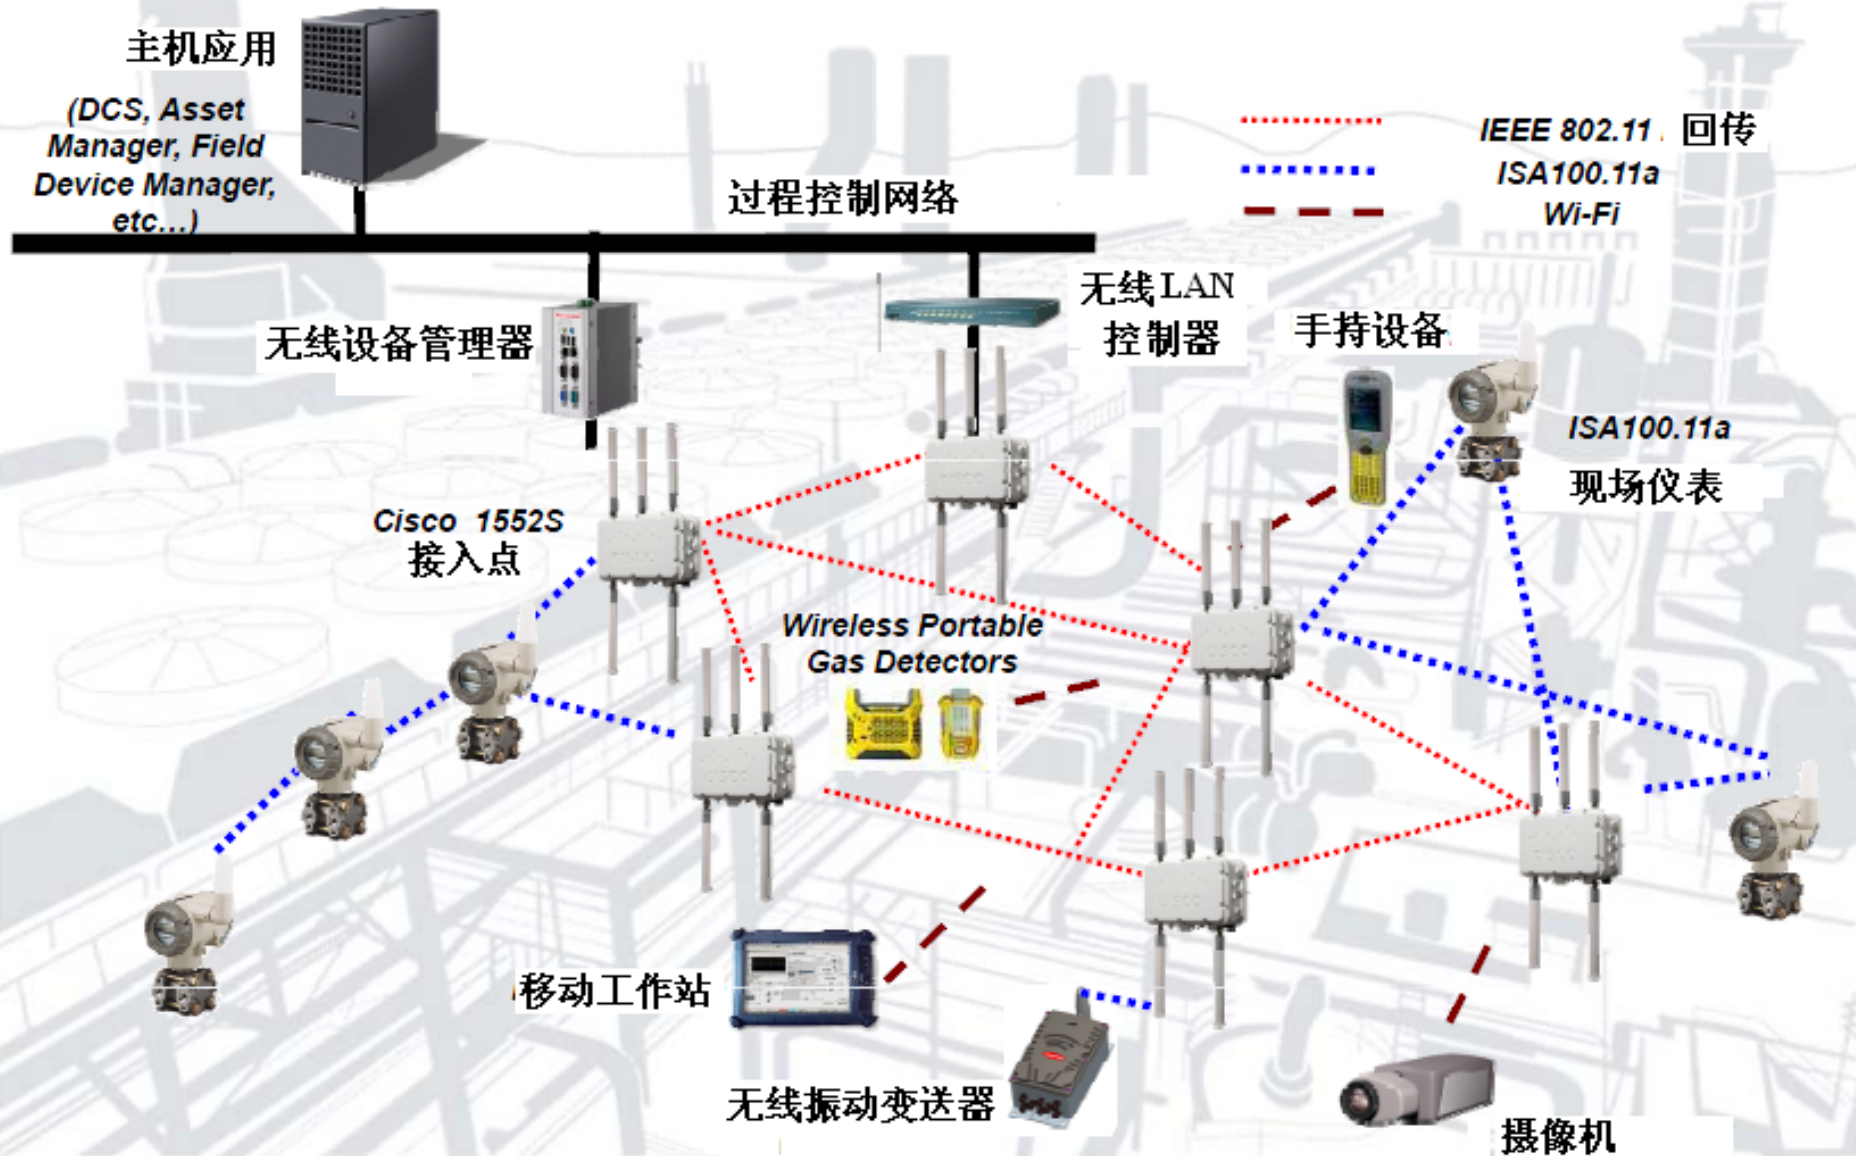 主机应用
(DCS, Asset
Manager, Field
Device Manager,
etc...)
IEEE 802.11 回传
ISA100.11a
Wi-Fi
过程控制网络
无线LAN
控制器
无线设备管理器
手持设备
ISA100.11a
现场仪表
Cisco 1552S
接入点
Wireless Portable
Gas Detectors
移动工作站
无线振动变送器
摄像机